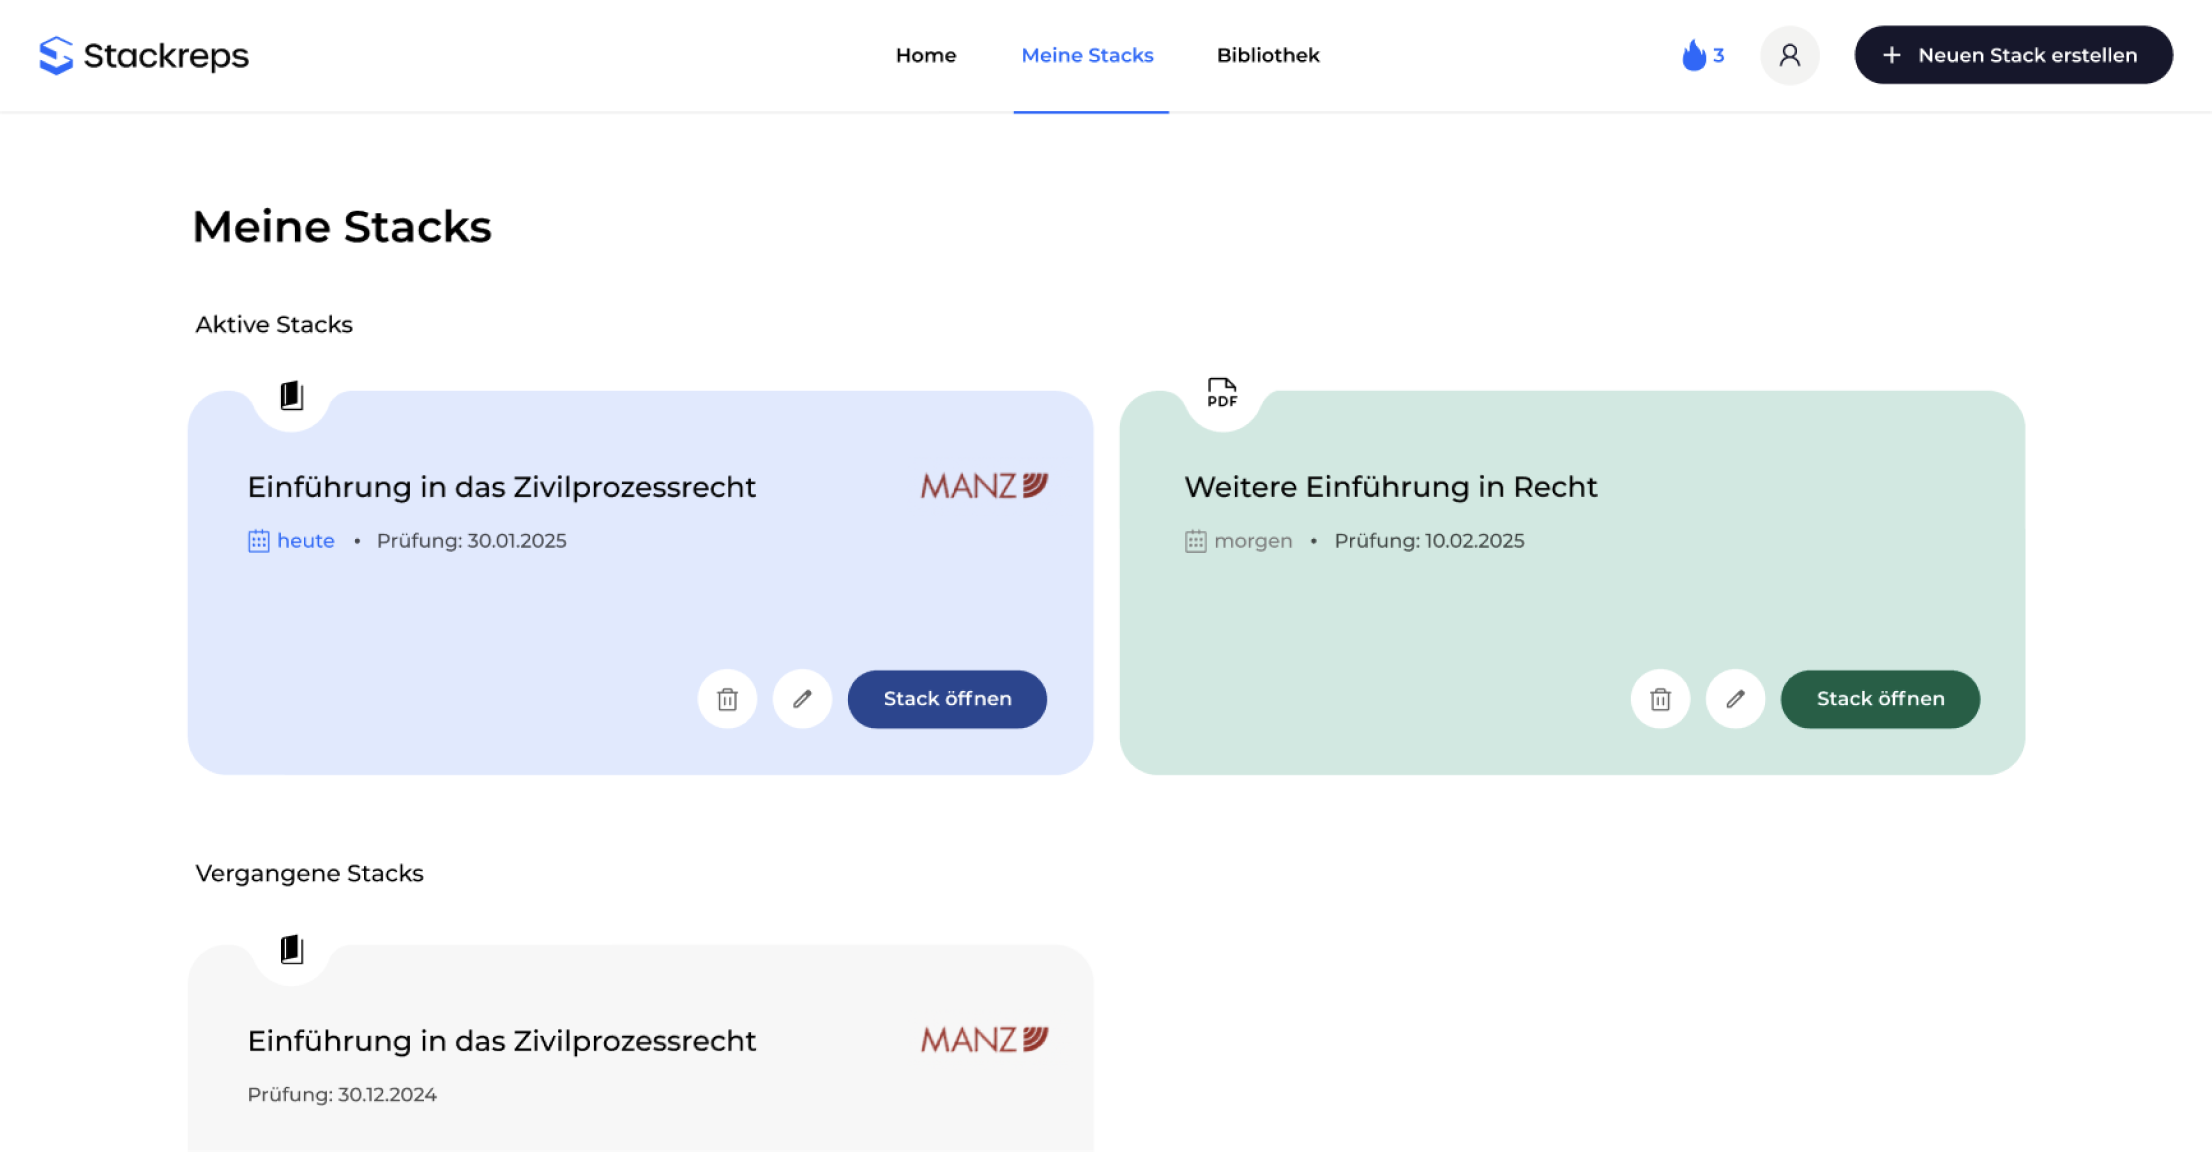 Stackreps
Home
Meine Stacks
Bibliothek
3
+ Neuen Stack erstellen
Meine Stacks
Aktive Stacks
Einführung in das Zivilprozessrecht
MANZ
heute • Prüfung: 30.01.2025
Stack öffnen
PDF
Weitere Einführung in Recht
morgen • Prüfung: 10.02.2025
Stack öffnen
Vergangene Stacks
Einführung in das Zivilprozessrecht
MANZ
Prüfung: 30.12.2024